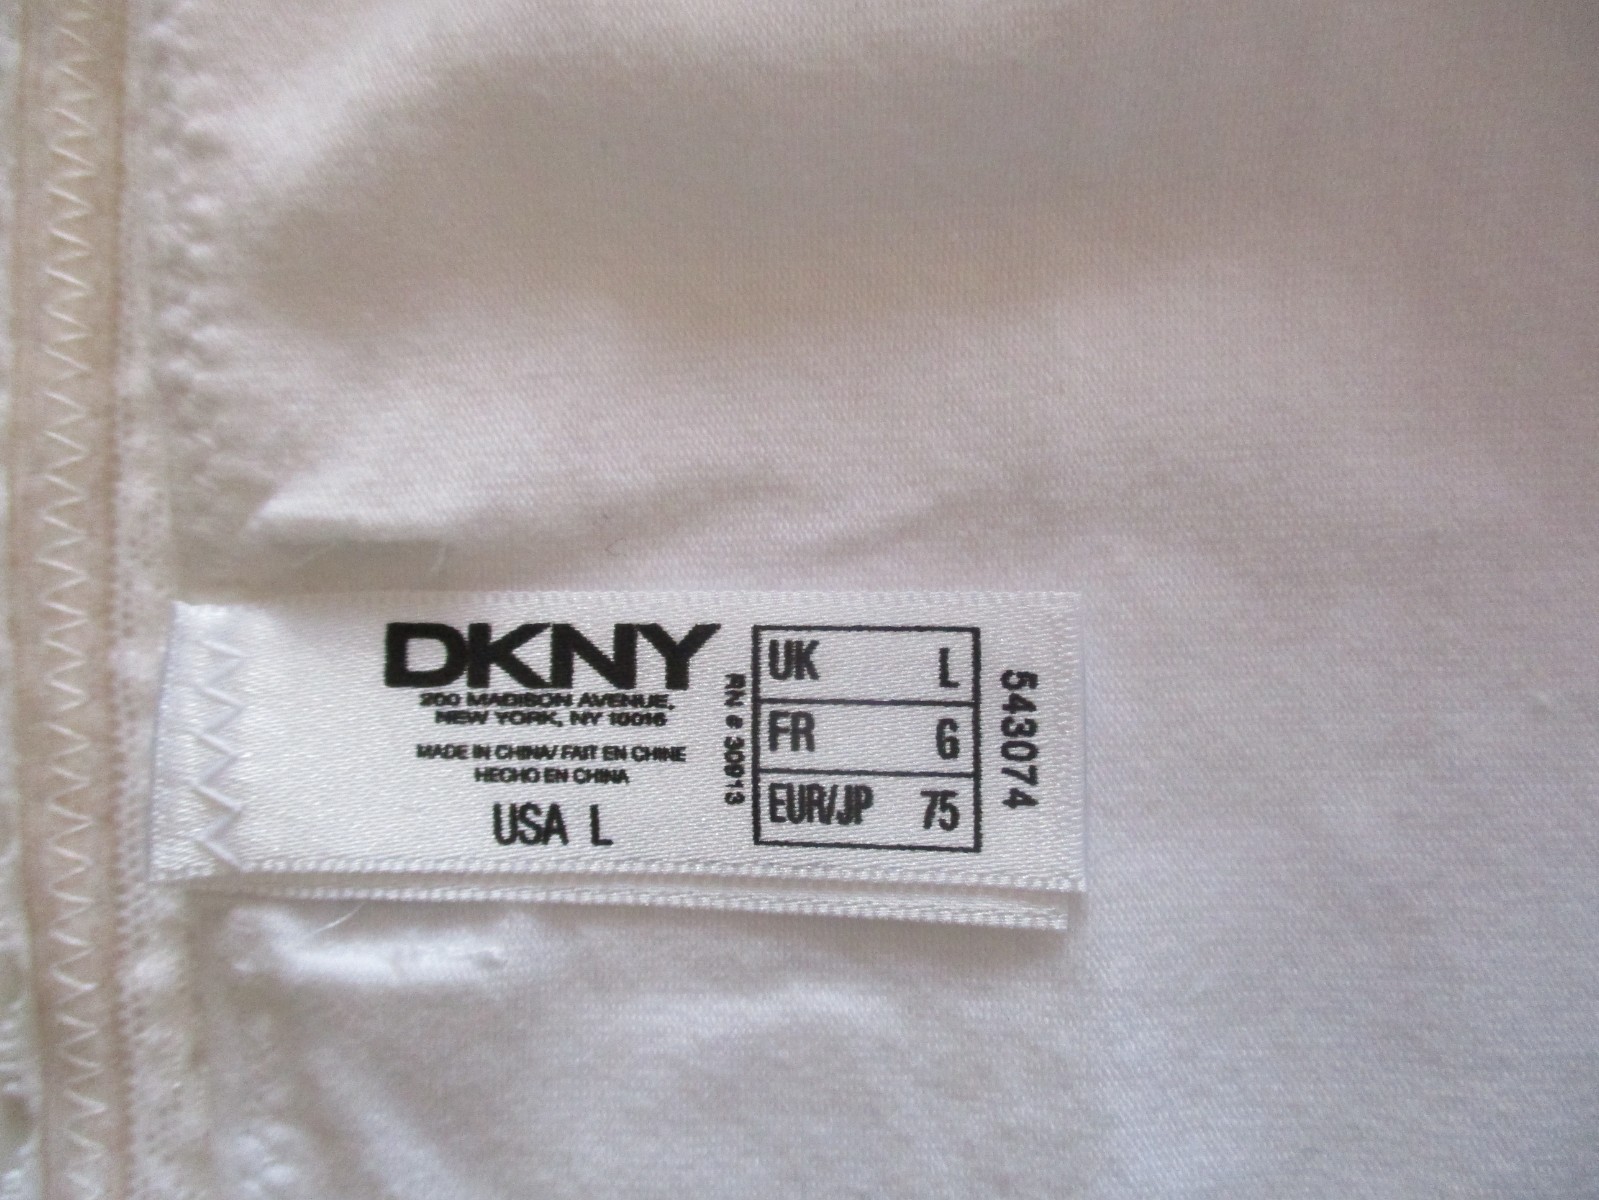 DKNY
200 MADISON AVENUE,
NEW YORK, NY 10016
MADE IN CHINA/ FAIT EN CHINE
HECHO EN CHINA
USA L
RN # 30913
UK L
FR 6
EUR/JP 75
543074